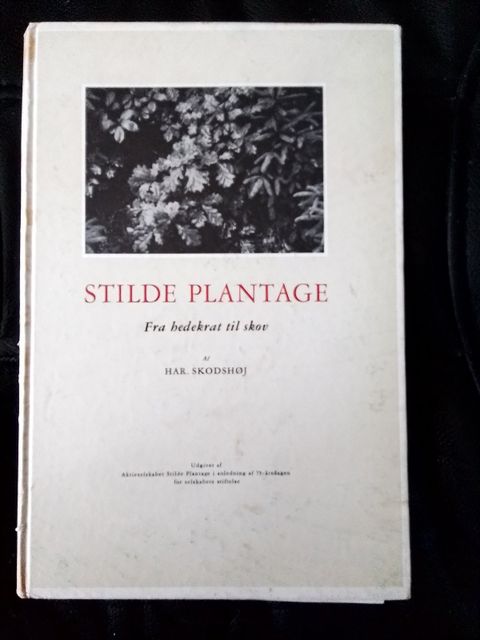 STILDE PLANTAGE
Fra hedekrat til skov
Af
HAR. SKODSHØJ
Udgivet af
Aktieselskabet Stilde Plantage i anledning af 75-årsdagen
for selskabets stiftelse